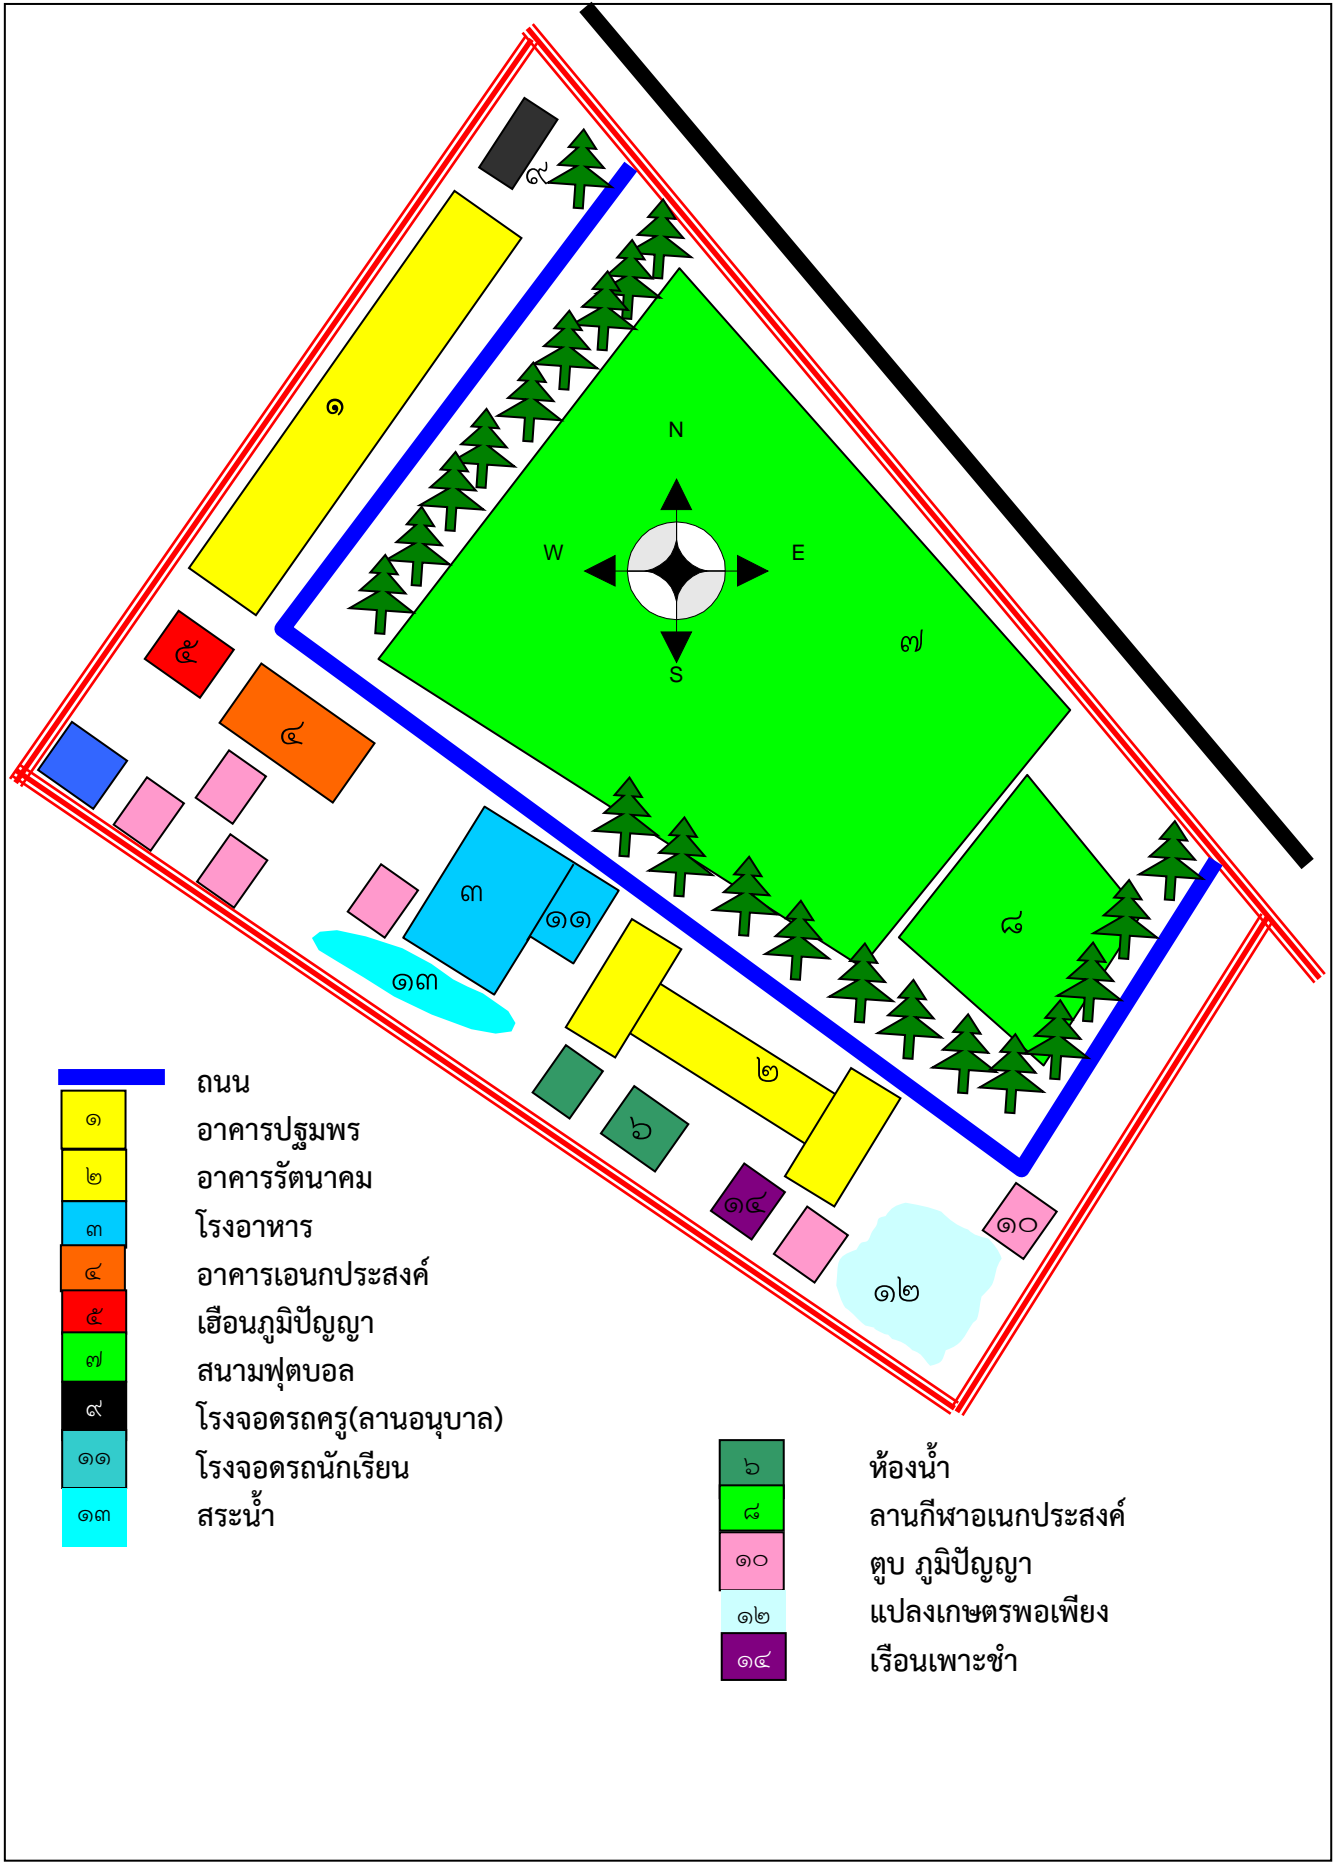 ๙
๑
N
W
E
๗
S
๕
๔
๓
๑๑
๘
๑๓
๒
๖
๑๔
๑๐
๑๒
ถนน
๑ อาคารปฐมพร
๒ อาคารรัตนาคม
๓ โรงอาหาร
๔ อาคารเอนกประสงค์
๕ เฮือนภูมิปัญญา
๗ สนามฟุตบอล
๙ โรงจอดรถครู(ลานอนุบาล)
๑๑ โรงจอดรถนักเรียน
๑๓ สระน้ำ
๖ ห้องน้ำ
๘ ลานกีฬาอเนกประสงค์
๑๐ ตูบ ภูมิปัญญา
๑๒ แปลงเกษตรพอเพียง
๑๔ เรือนเพาะชำ